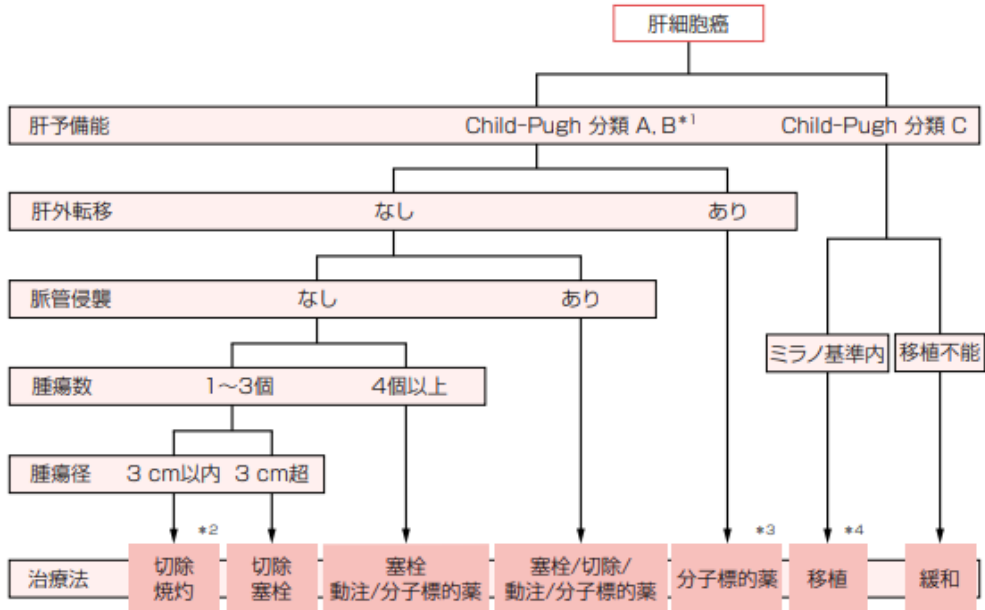 肝細胞癌
肝予備能 Child-Pugh 分類 A, B*1 Child-Pugh 分類 C
肝外転移 なし あり
脈管侵襲 なし あり
ミラノ基準内 移植不能
腫瘍数 1〜3個 4個以上
腫瘍径 3 cm以内 3 cm超
*2 *3 *4
治療法
切除
焼灼
切除
塞栓
塞栓
動注/分子標的薬
塞栓/切除/
動注/分子標的薬
分子標的薬
移植
緩和